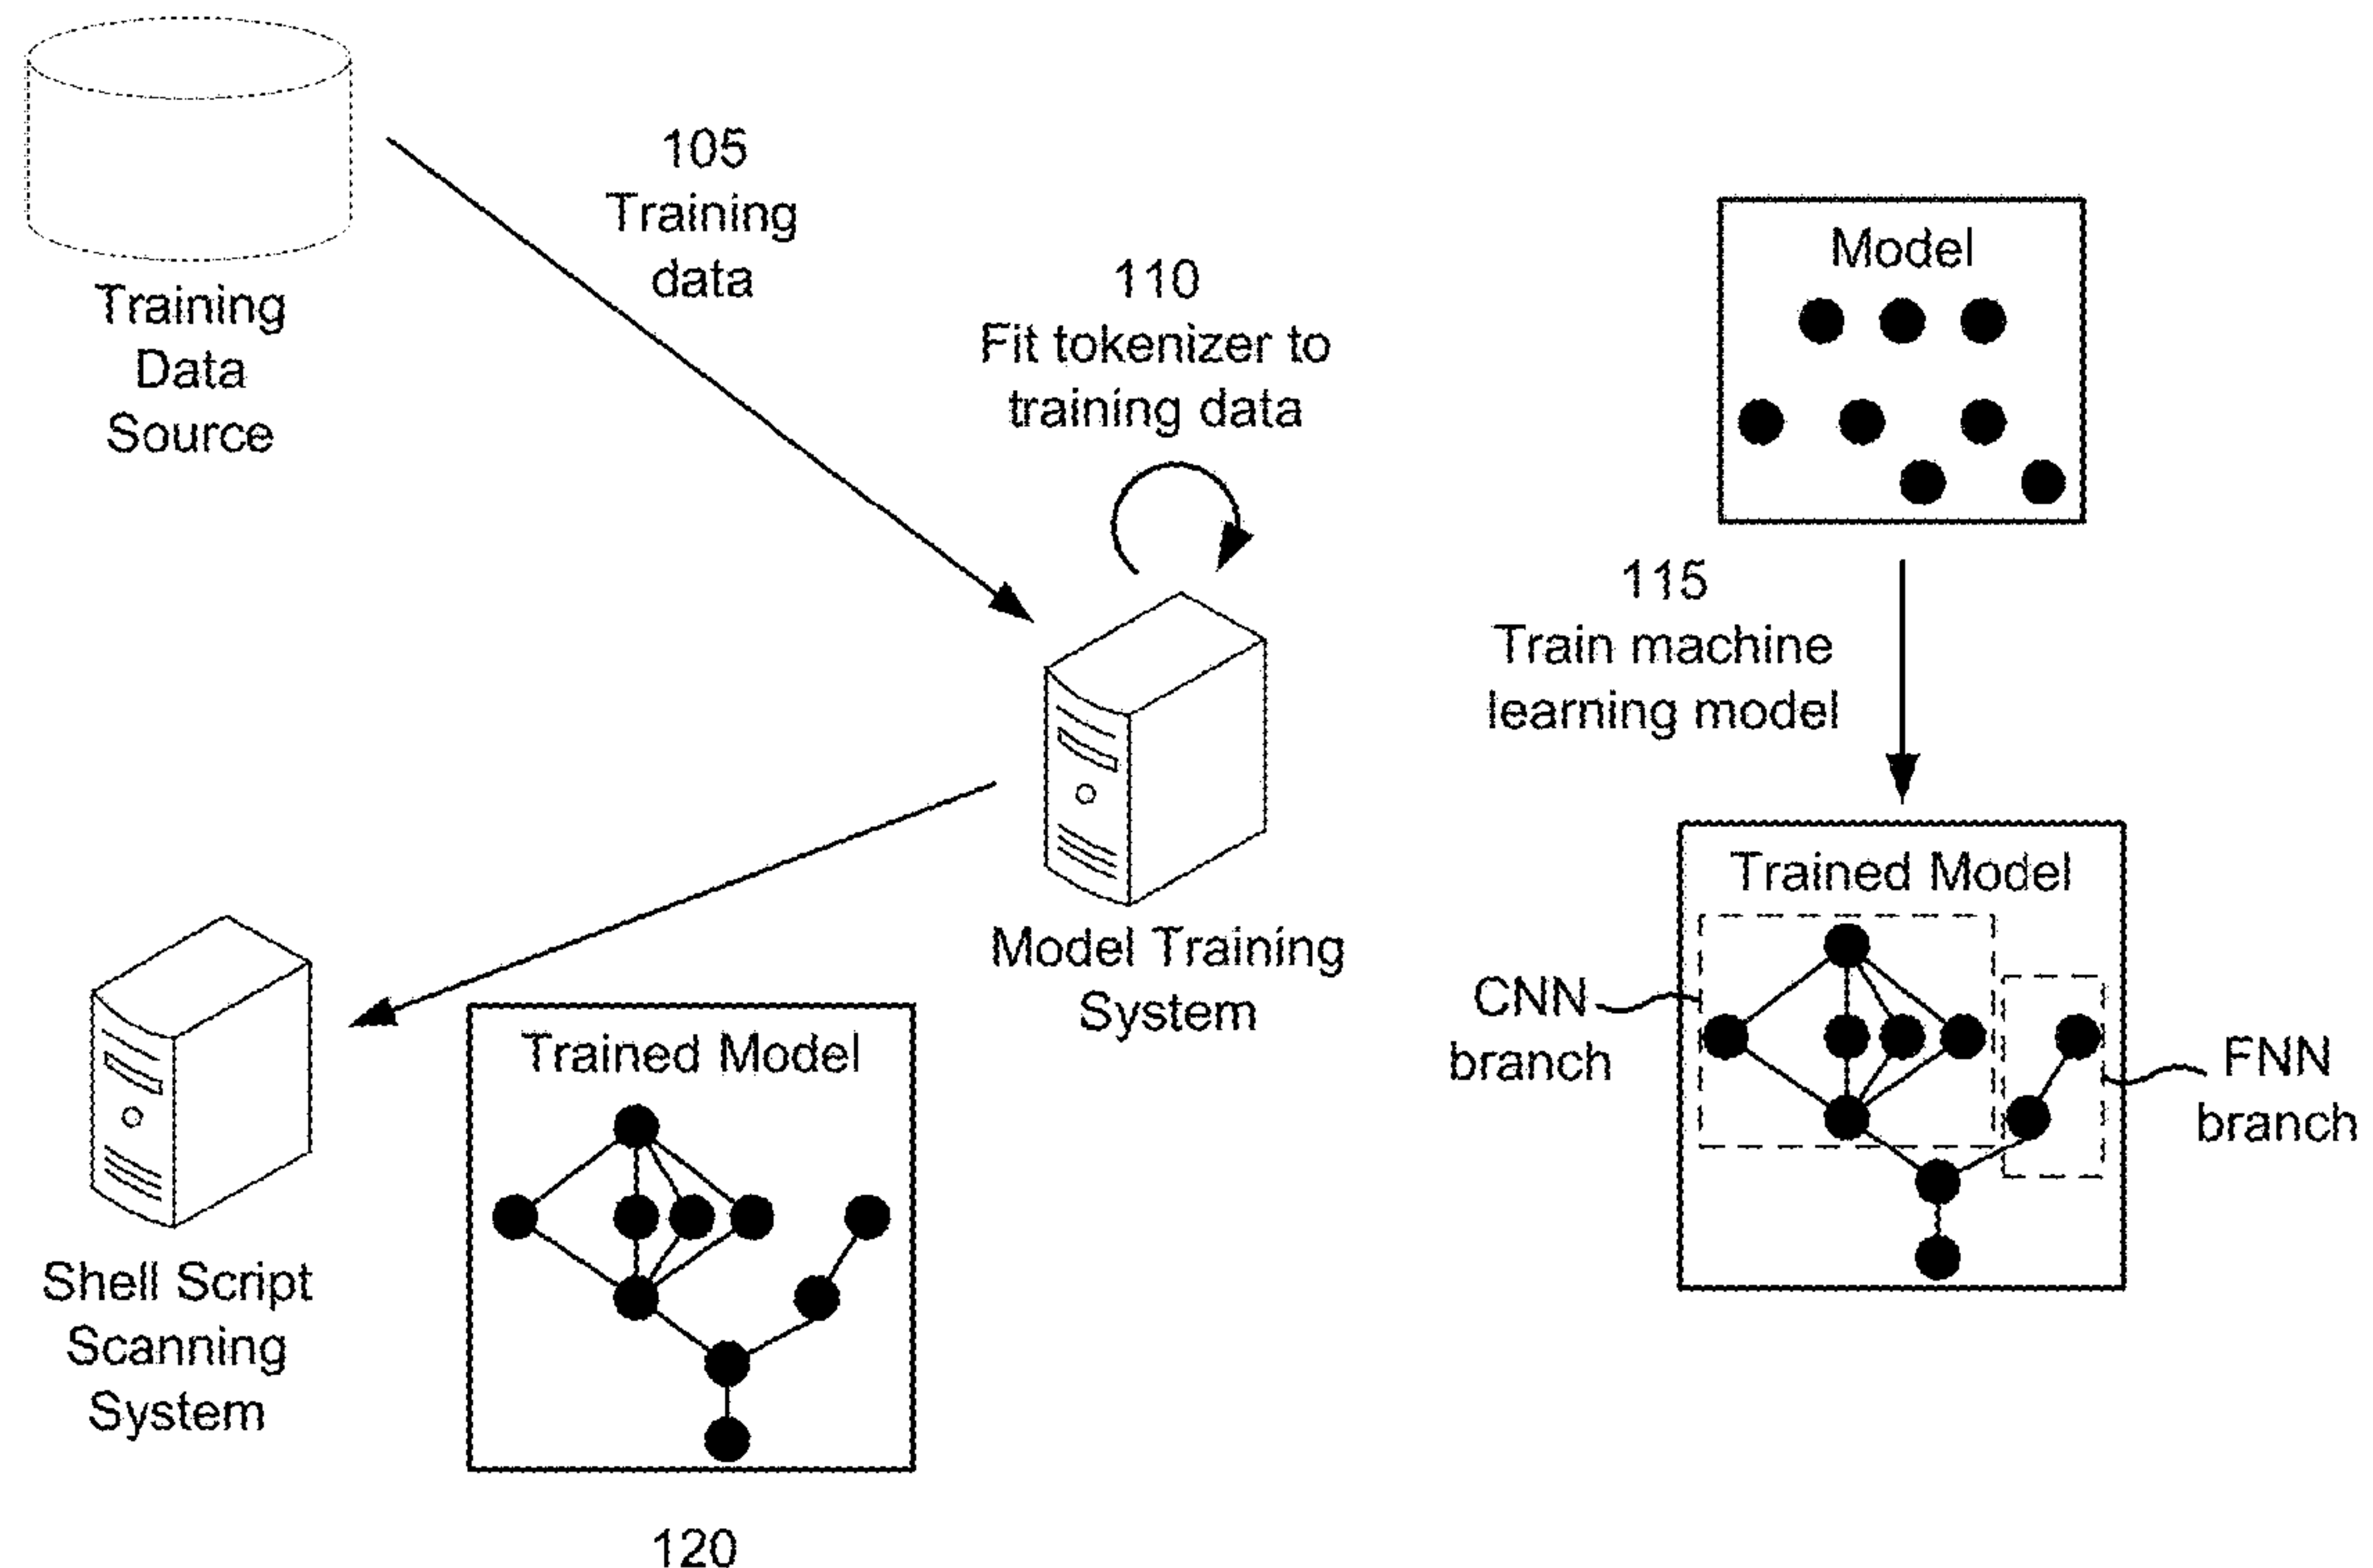 105
Training
data
Training
Data
Source
110
Fit tokenizer to
training data
Model
115
Train machine
learning model
Model Training
System
Trained Model
CNN
branch
FNN
branch
Shell Script
Scanning
System
Trained Model
120